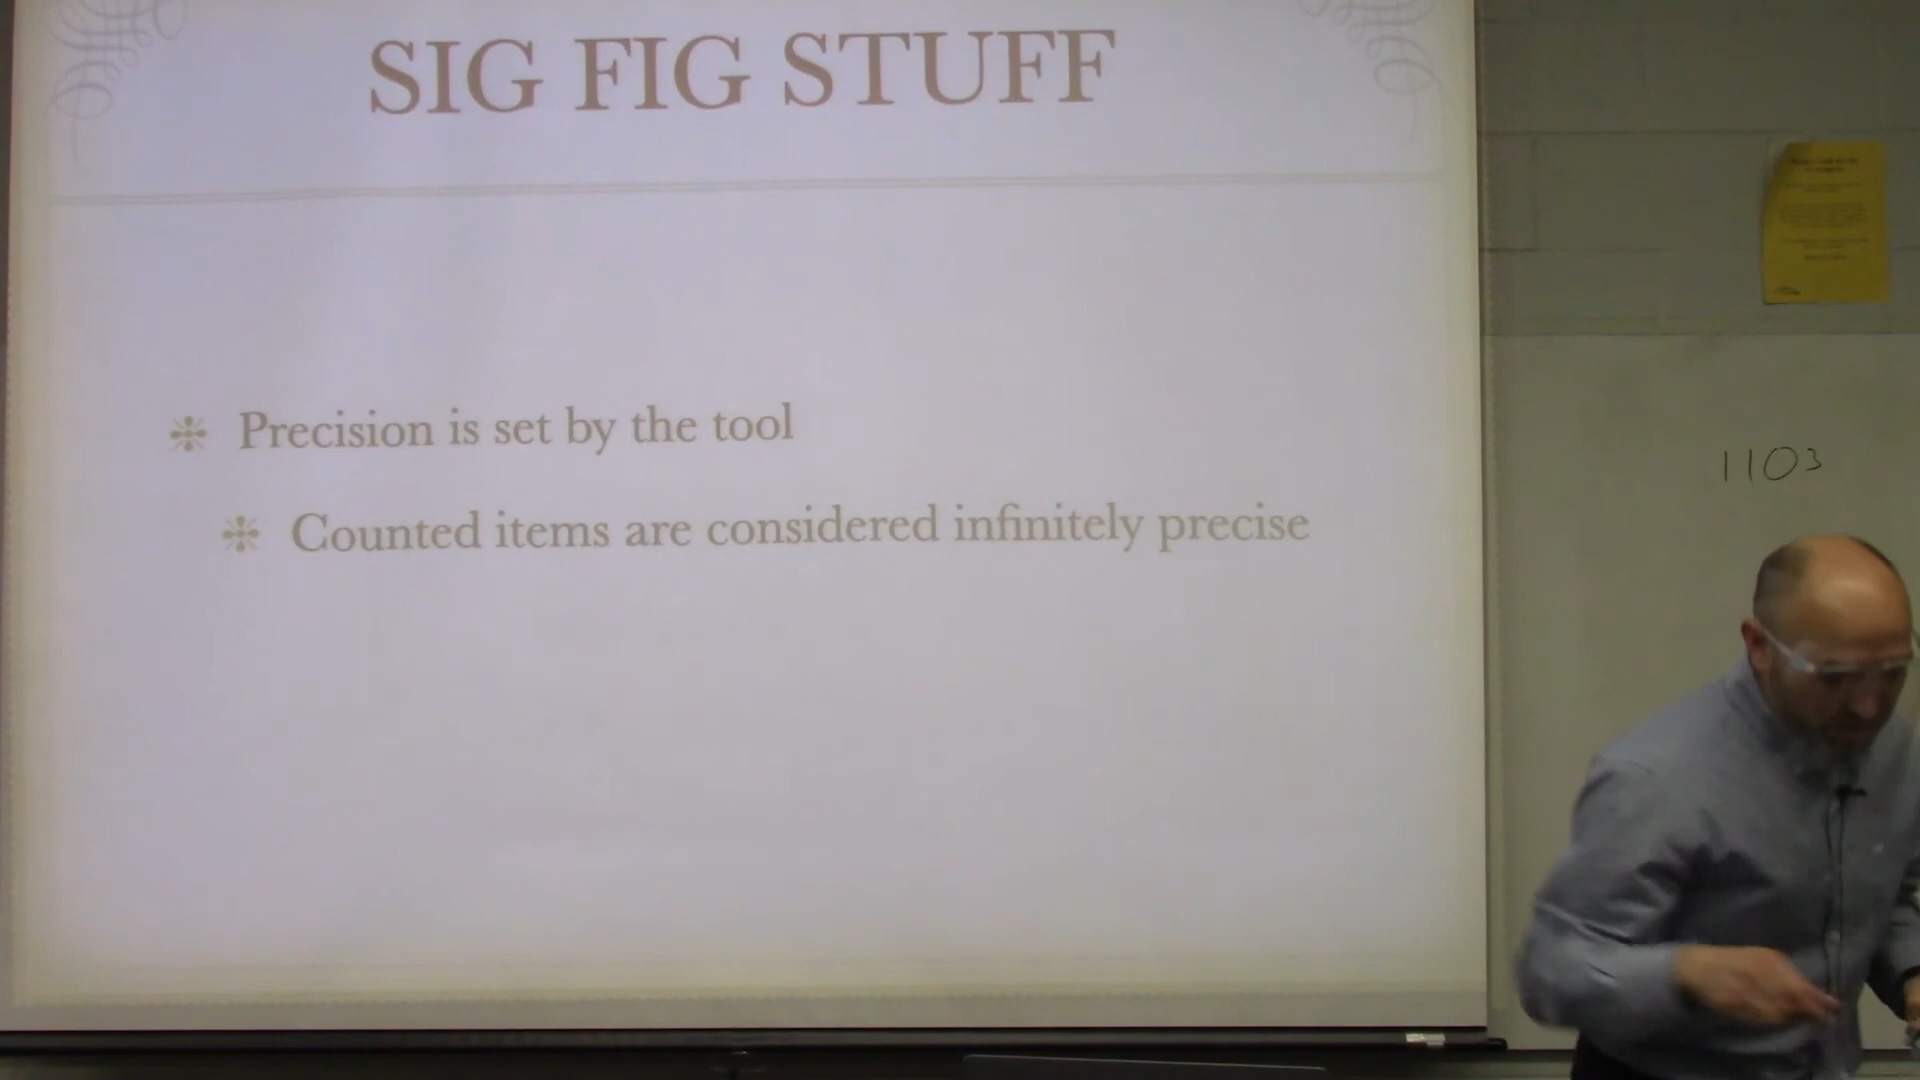 SIG FIG STUFF
Precision is set by the tool
Counted items are considered infinitely precise
1103